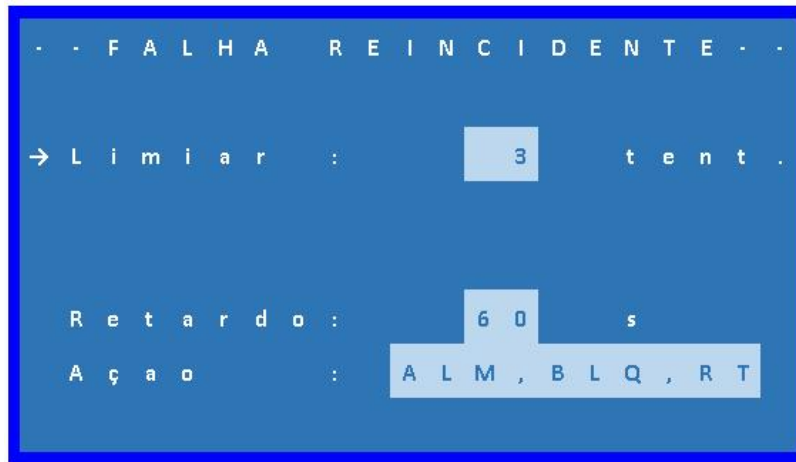 --FALHA REINCIDENTE--
→Limiar : 3 tent.
Retardo: 60 s
Açao : ALM,BLQ,RT